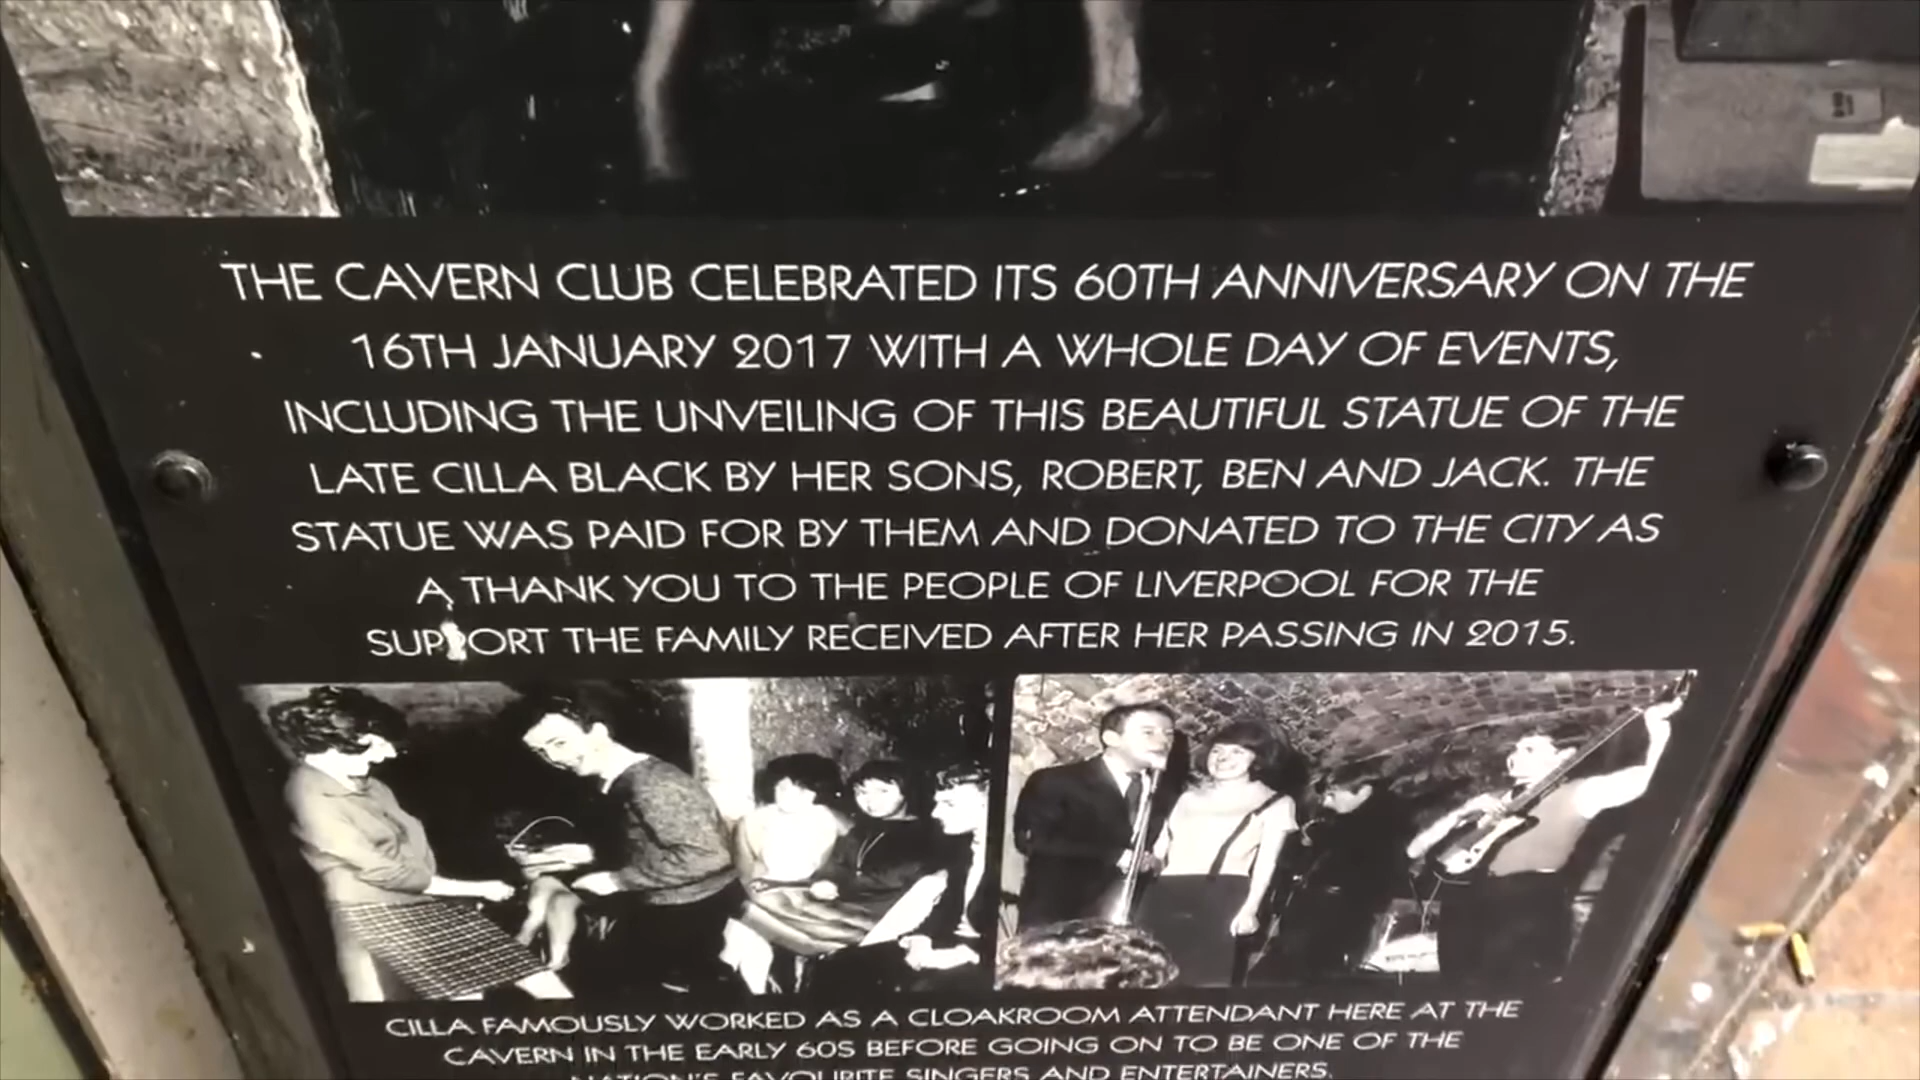 THE CAVERN CLUB CELEBRATED ITS 60TH ANNIVERSARY ON THE
16TH JANUARY 2017 WITH A WHOLE DAY OF EVENTS,
INCLUDING THE UNVEILING OF THIS BEAUTIFUL STATUE OF THE
LATE CILLA BLACK BY HER SONS, ROBERT, BEN AND JACK. THE
STATUE WAS PAID FOR BY THEM AND DONATED TO THE CITY AS
A THANK YOU TO THE PEOPLE OF LIVERPOOL FOR THE
SUPPORT THE FAMILY RECEIVED AFTER HER PASSING IN 2015.
CILLA FAMOUSLY WORKED AS A CLOAKROOM ATTENDANT HERE AT THE
CAVERN IN THE EARLY 60S BEFORE GOING ON TO BE ONE OF THE
NATION'S FAVOURITE SINGERS AND ENTERTAINERS.